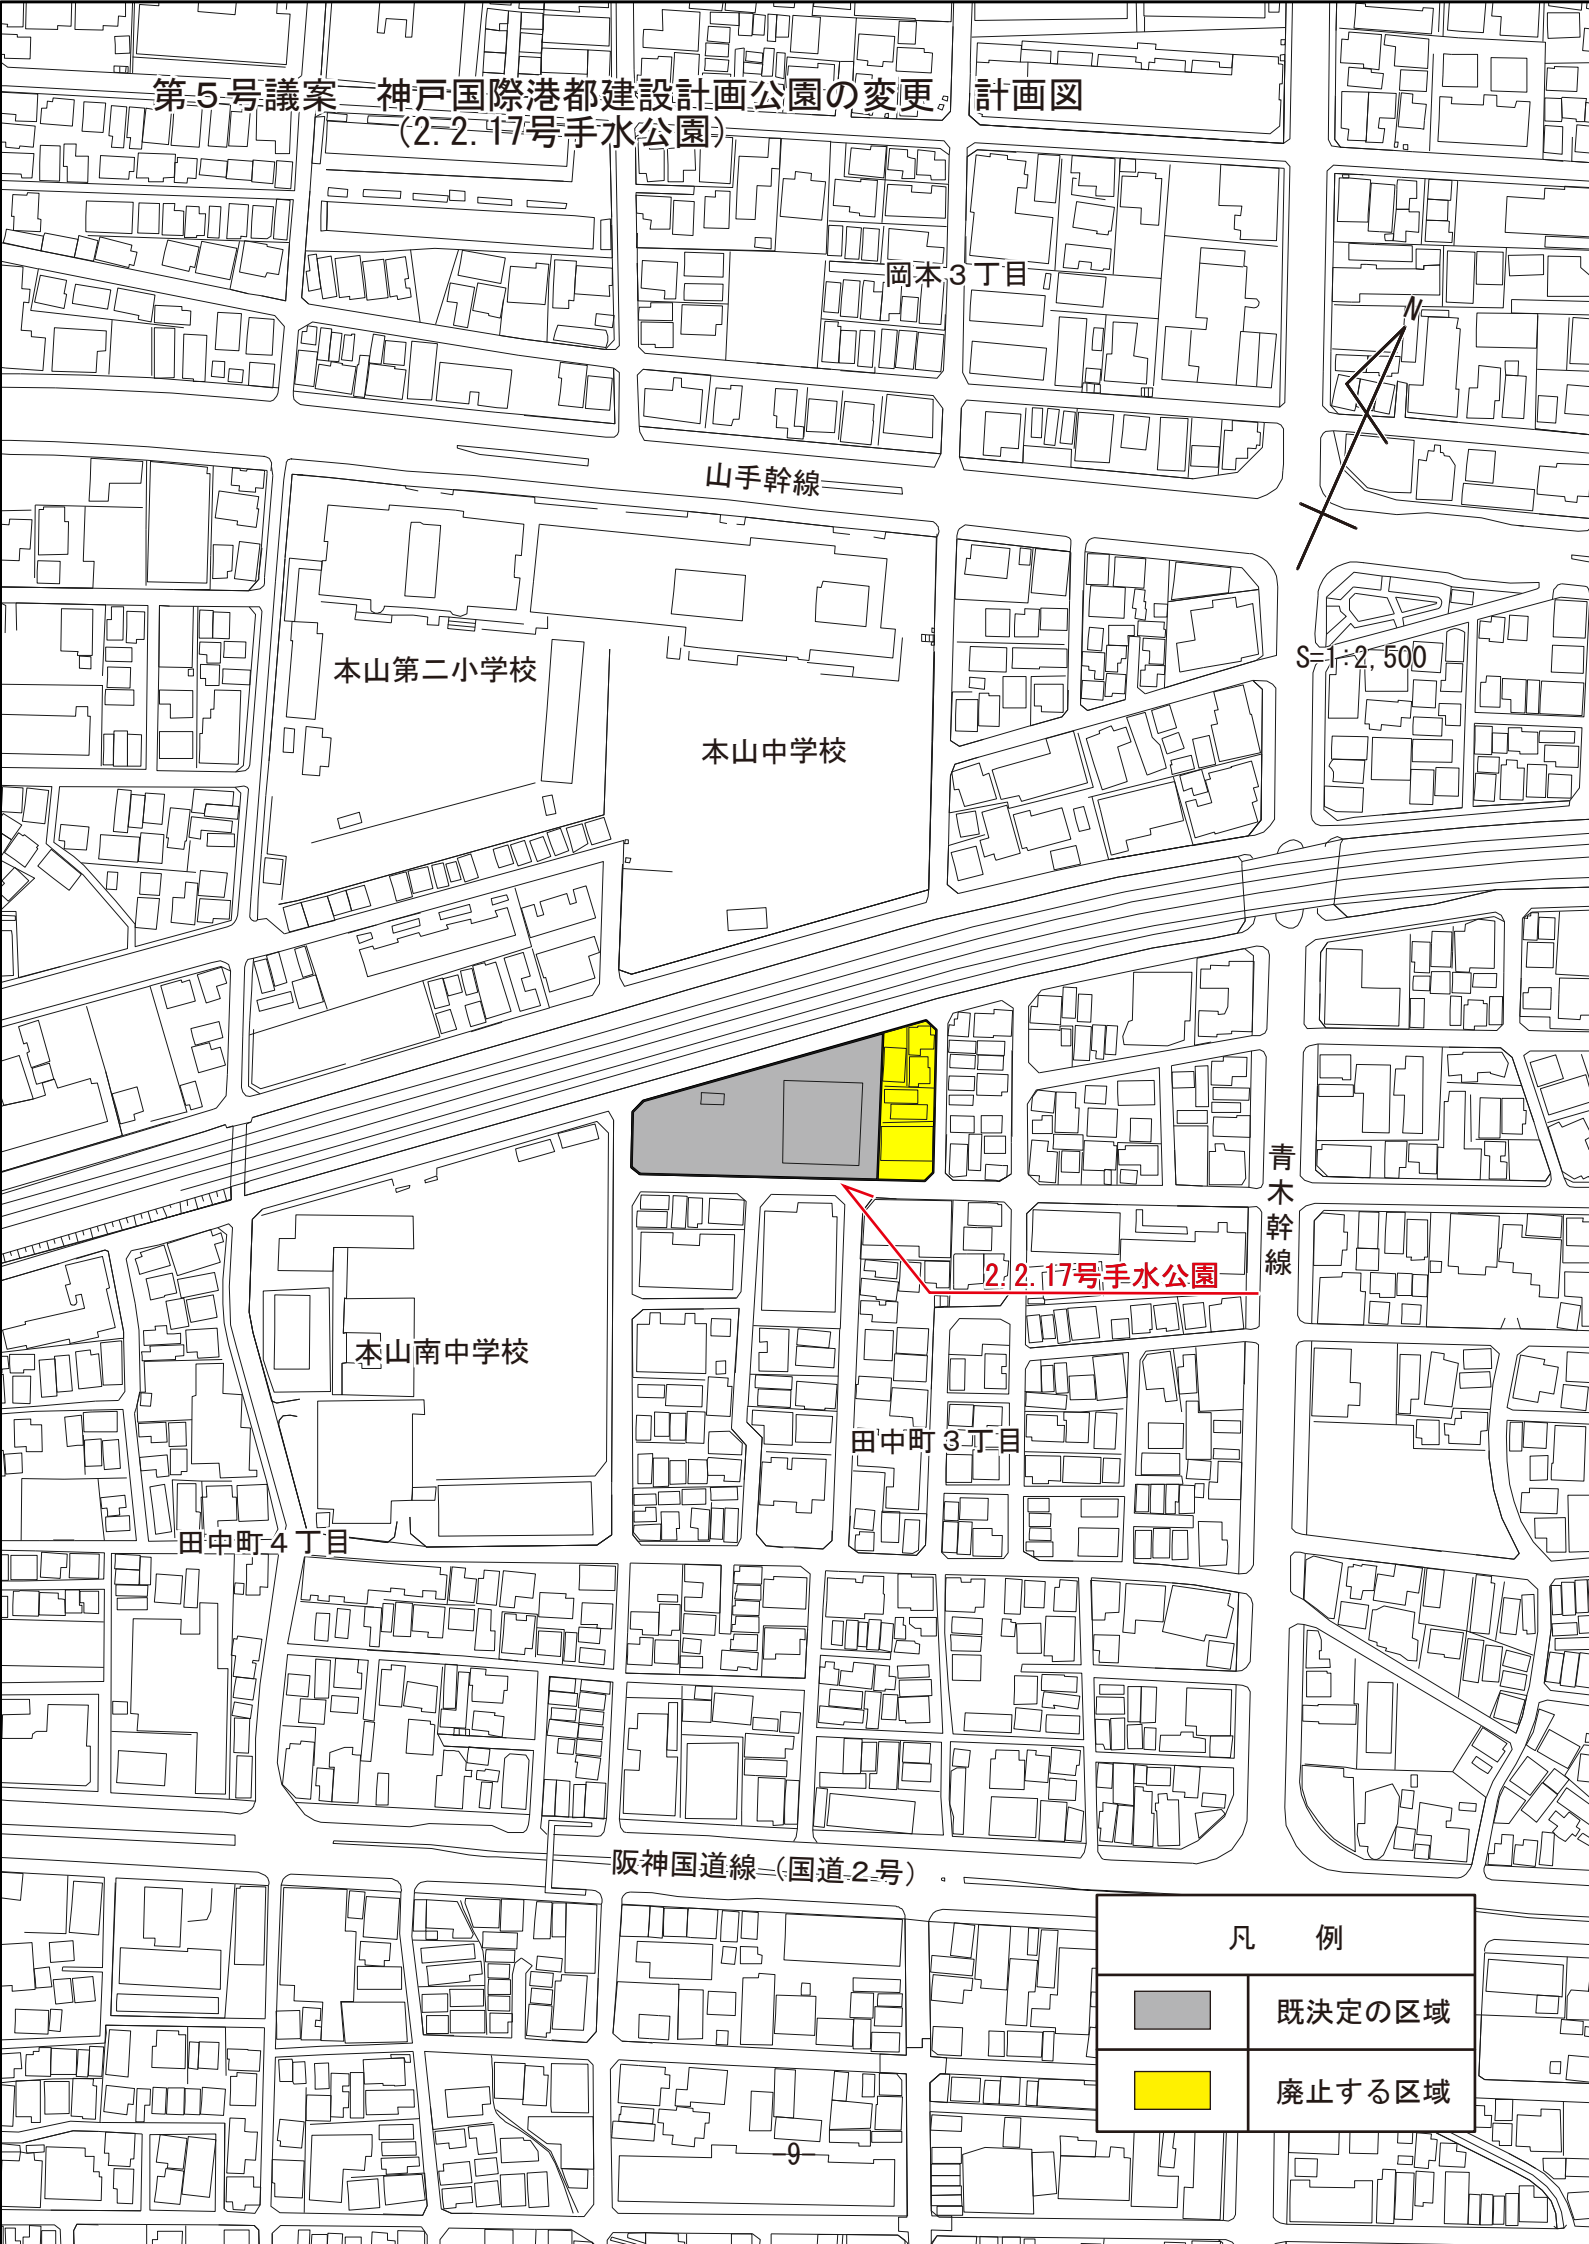 第５号議案　神戸国際港都建設計画公園の変更　計画図
(2.2.17号手水公園)
岡本３丁目
N
山手幹線
S=1:2,500
本山第二小学校
本山中学校
青木幹線
2.2.17号手水公園
本山南中学校
田中町３丁目
田中町４丁目
阪神国道線（国道２号）
凡　例
既決定の区域
廃止する区域
-9-